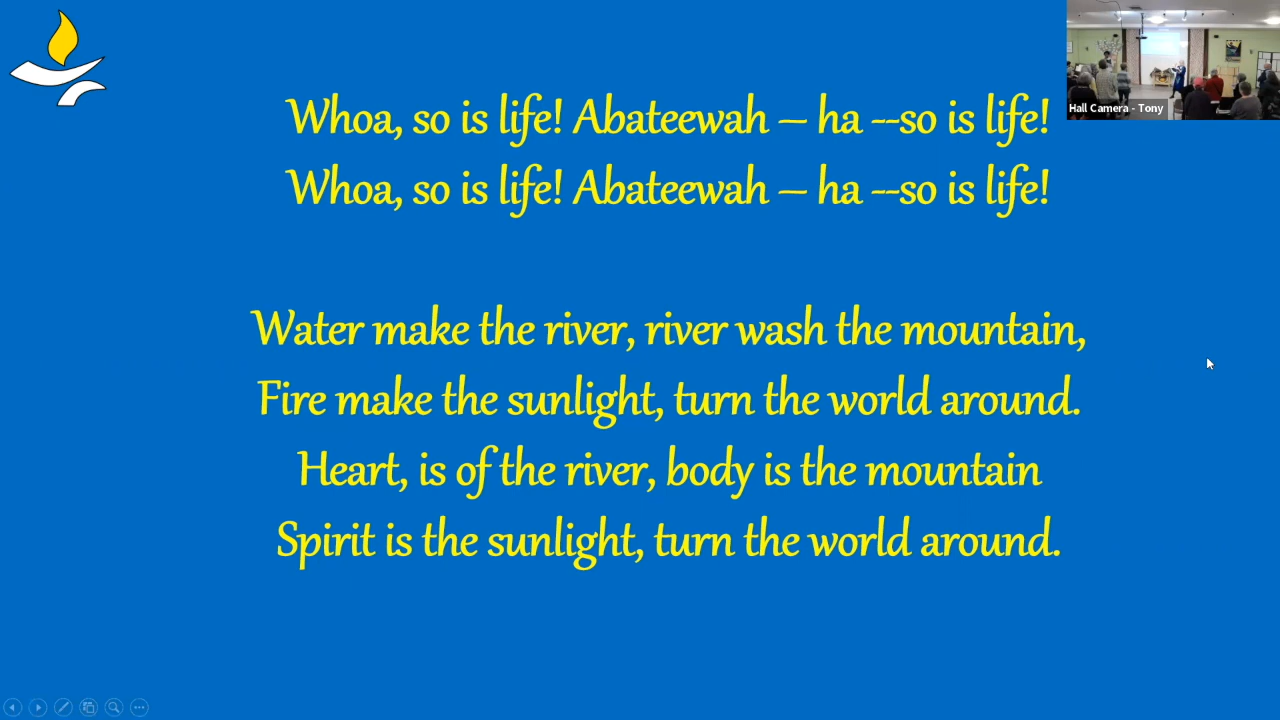 Whoa, so is life! Abateewah – ha --so is life!
Whoa, so is life! Abateewah – ha --so is life!
Water make the river, river wash the mountain,
Fire make the sunlight, turn the world around.
Heart, is of the river, body is the mountain
Spirit is the sunlight, turn the world around.
Hall Camera - Tony